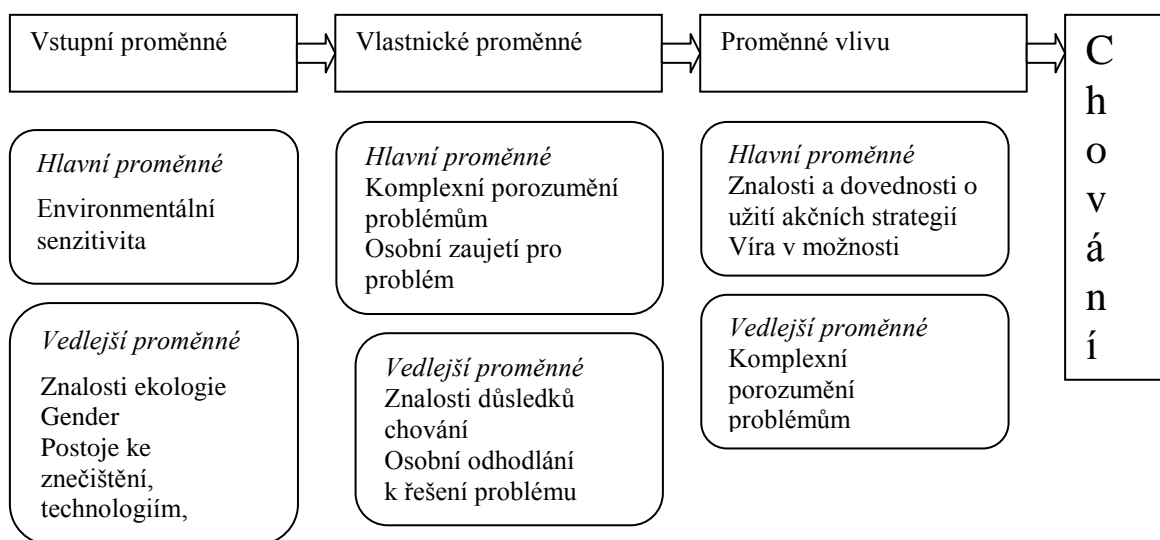 Vstupní proměnné
Vlastnické proměnné
Proměnné vlivu
Chování
Hlavní proměnné
Environmentální
senzitivita
Vedlejší proměnné
Znalosti ekologie
Gender
Postoje ke
znečištění,
technologiím,
Hlavní proměnné
Komplexní porozumění
problémům
Osobní zaujetí pro
problém
Vedlejší proměnné
Znalosti důsledků
chování
Osobní odhodlání
k řešení problému
Hlavní proměnné
Znalosti a dovednosti o
užití akčních strategií
Víra v možnosti
Vedlejší proměnné
Komplexní
porozumění
problémům